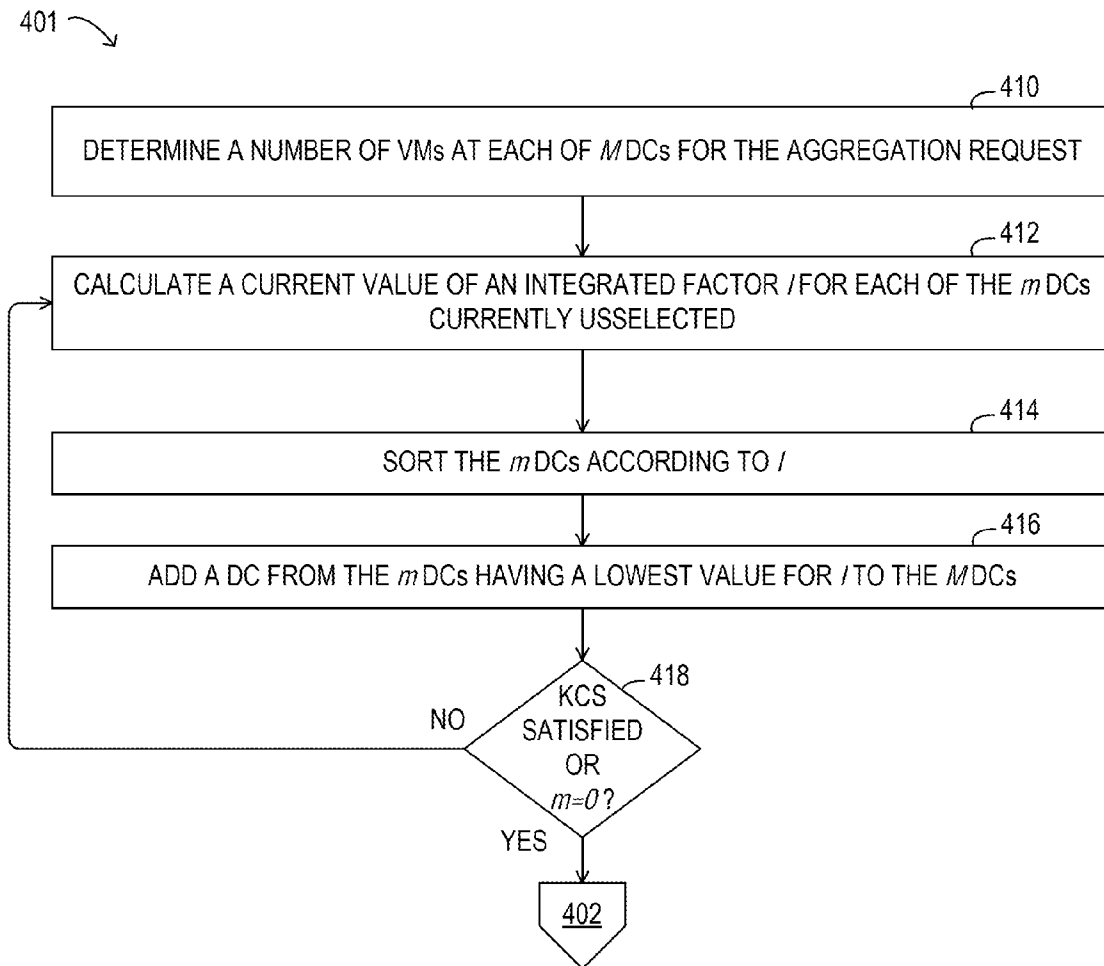 401
410
DETERMINE A NUMBER OF VMs AT EACH OF M DCs FOR THE AGGREGATION REQUEST
412
CALCULATE A CURRENT VALUE OF AN INTEGRATED FACTOR I FOR EACH OF THE m DCs
CURRENTLY USSELECTED
414
SORT THE m DCs ACCORDING TO I
416
ADD A DC FROM THE m DCs HAVING A LOWEST VALUE FOR I TO THE M DCs
418
KCS
SATISFIED
OR
m=0?
NO
YES
402